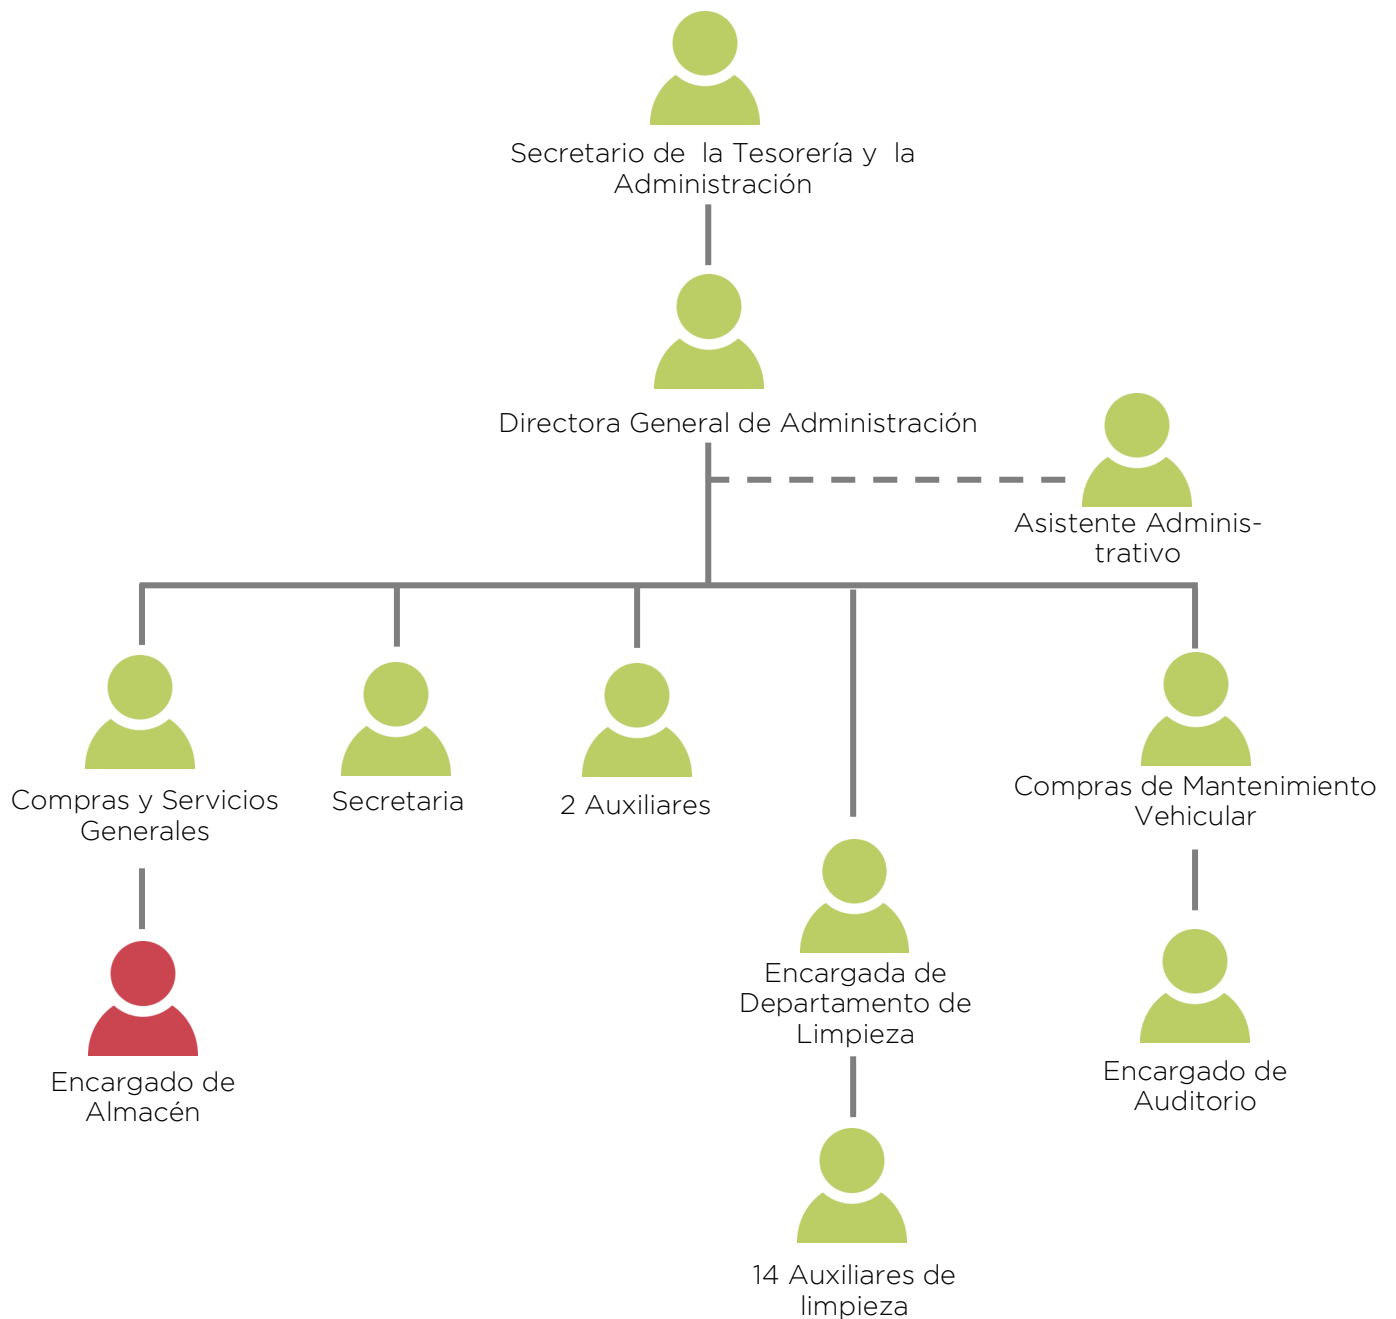 Secretario de la Tesorería y la
Administración
Directora General de Administración
Asistente Adminis-
trativo
Compras y Servicios
Generales
Secretaria
2 Auxiliares
Compras de Mantenimiento
Vehicular
Encargado de
Almacén
Encargada de
Departamento de
Limpieza
Encargado de
Auditorio
14 Auxiliares de
limpieza